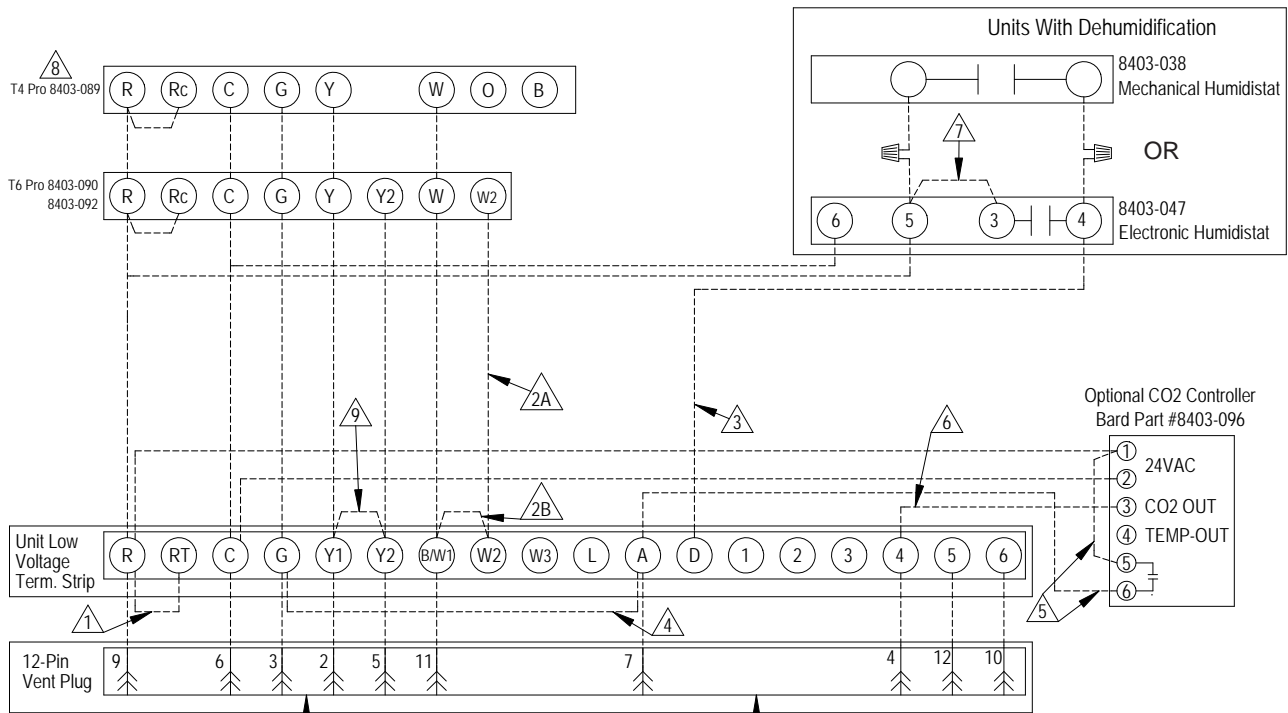 Units With Dehumidification
8
T4 Pro 8403-089
R Rc C G Y W O B
8403-038
Mechanical Humidistat
7
OR
T6 Pro 8403-090
8403-092
R Rc C G Y Y2 W W2
6 5 3 4
8403-047
Electronic Humidistat
2A
9
3
6
2B
Optional CO2 Controller
Bard Part #8403-096
1
24VAC
2
3 CO2 OUT
4 TEMP-OUT
5
6
5
Unit Low
Voltage
Term. Strip
R RT C G Y1 Y2 B/W1 W2 W3 L A D 1 2 3 4 5 6
1
4
12-Pin
Vent Plug
9 6 3 2 5 11 7 4 12 10